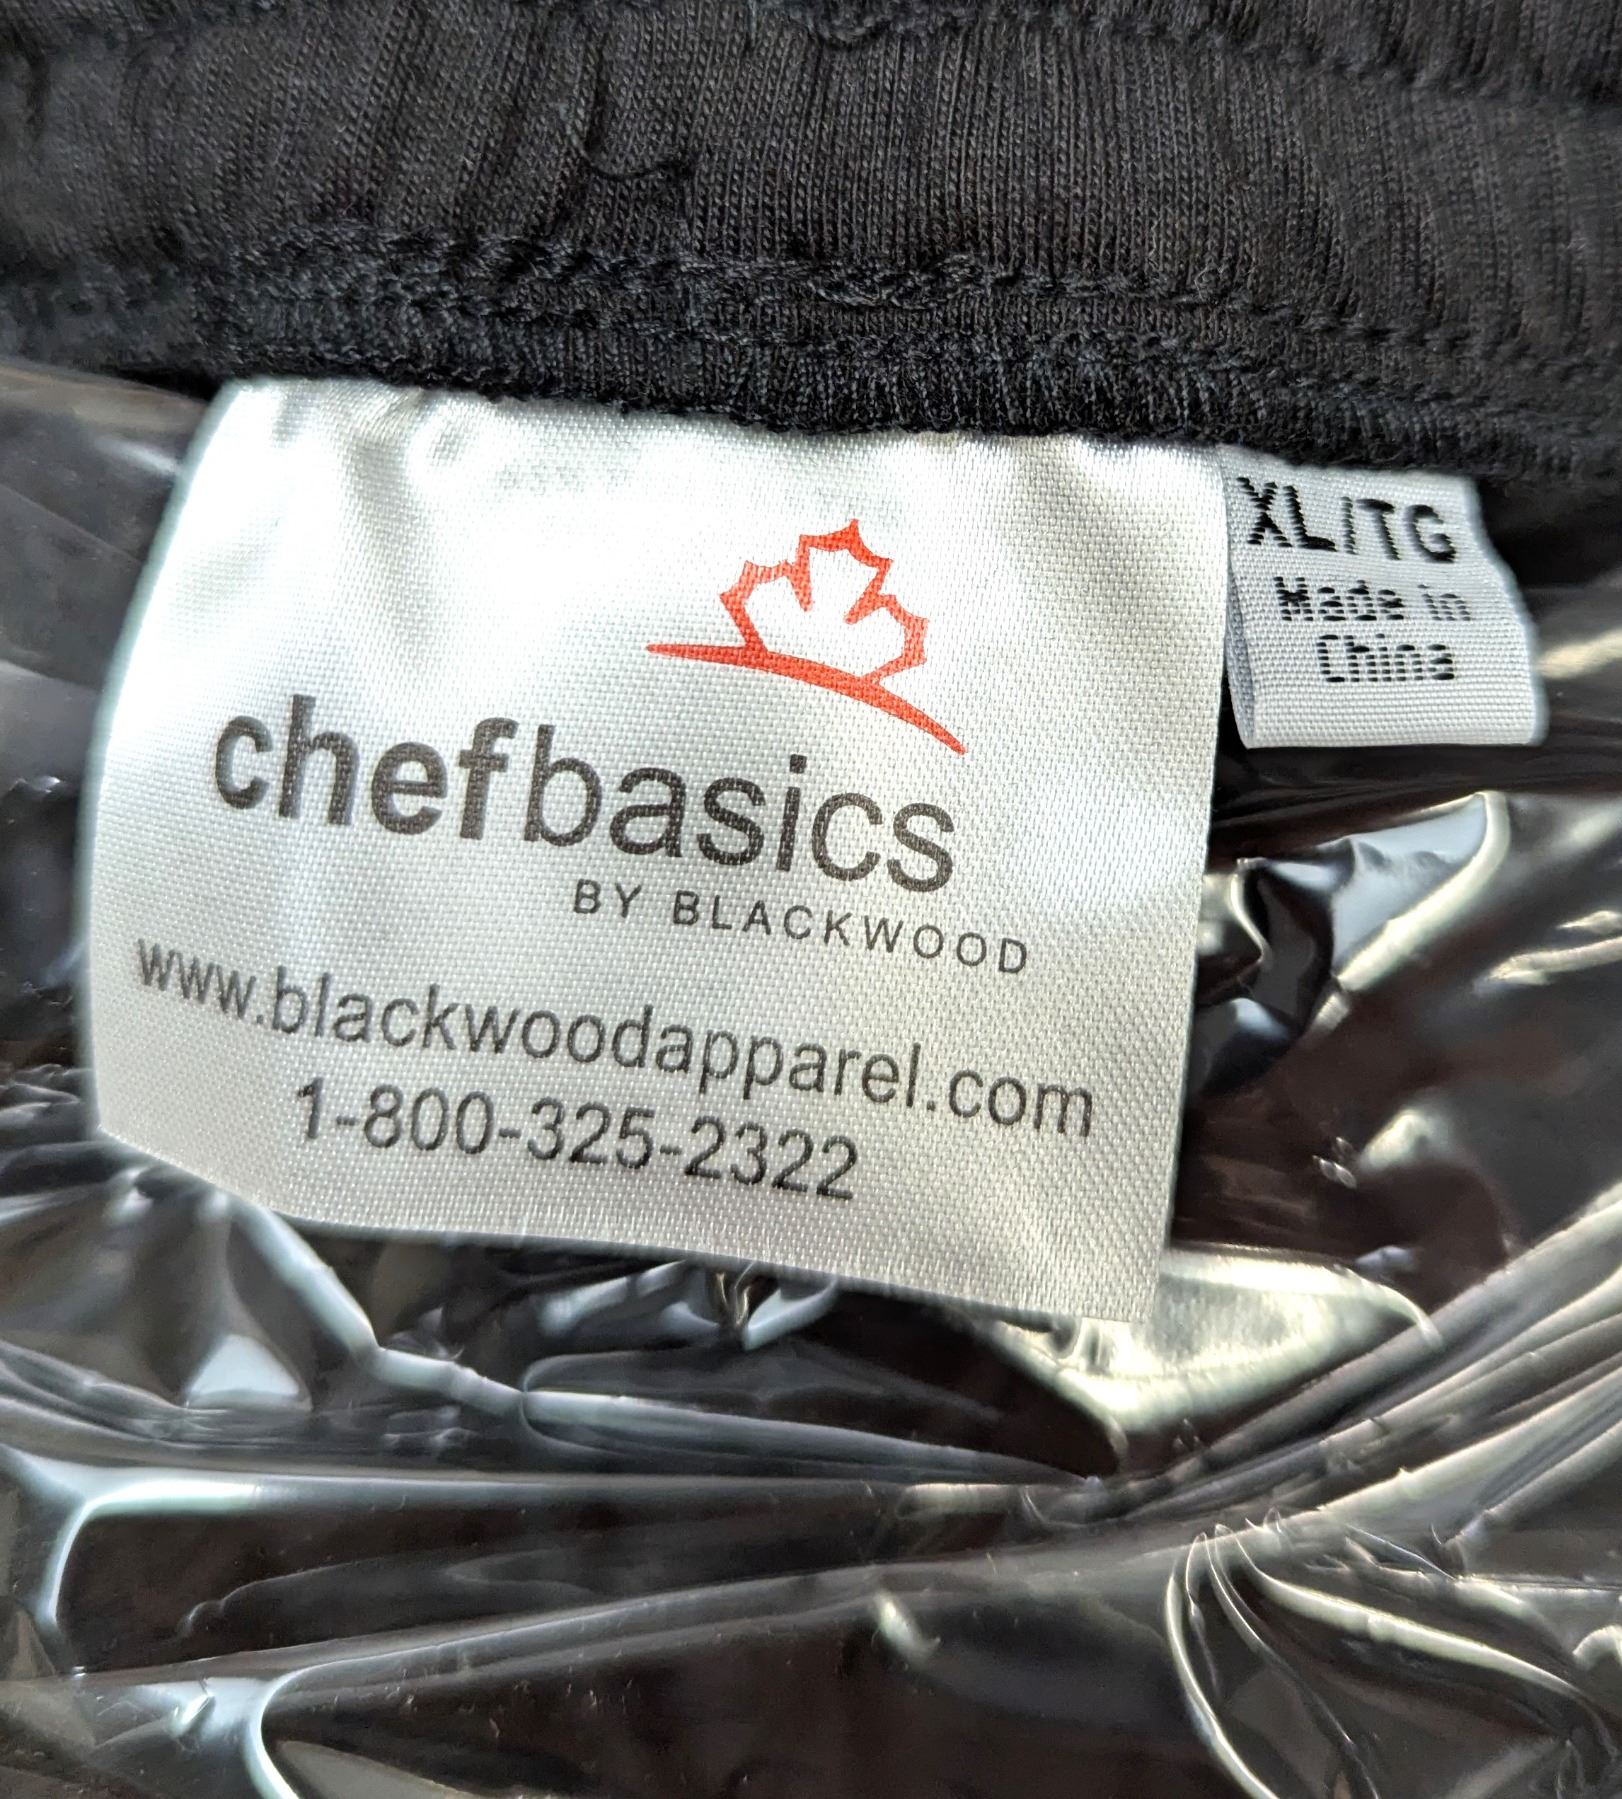 chefbasics
BY BLACKWOOD
www.blackwoodapparel.com
1-800-325-2322
XL/TG
Made in
China